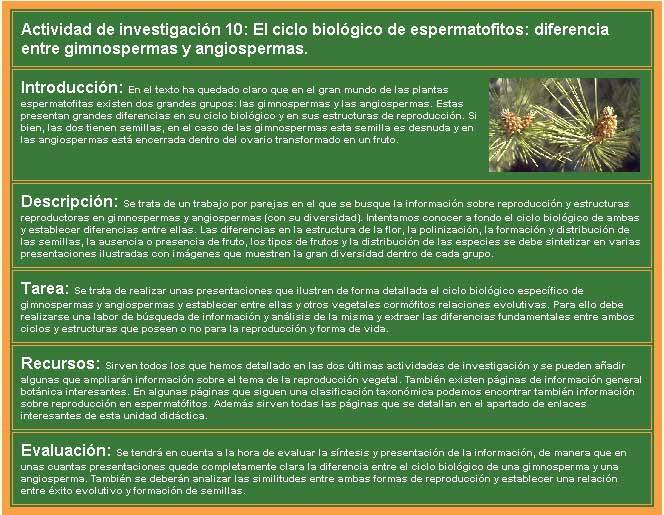 Actividad de investigación 10: El ciclo biológico de espermatofitos: diferencia
entre gimnospermas y angiospermas.
Introducción: En el texto ha quedado claro que en el gran mundo de las plantas
espermatofitas existen dos grandes grupos: las gimnospermas y las angiospermas. Estas
presentan grandes diferencias en su ciclo biológico y en sus estructuras de reproducción. Si
bien, las dos tienen semillas, en el caso de las gimnospermas esta semilla es desnuda y en
las angiospermas está encerrada dentro del ovario transformado en un fruto.
Descripción: Se trata de un trabajo por parejas en el que se busque la información sobre reproducción y estructuras
reproductoras en gimnospermas y angiospermas (con su diversidad). Intentamos conocer a fondo el ciclo biológico de ambas
y establecer diferencias entre ellas. Las diferencias en la estructura de la flor, la polinización, la formación y distribución de
las semillas, la ausencia o presencia de fruto, los tipos de frutos y la distribución de las especies se debe sintetizar en varias
presentaciones ilustradas con imágenes que muestren la gran diversidad dentro de cada grupo.
Tarea: Se trata de realizar unas presentaciones que ilustren de forma detallada el ciclo biológico específico de
gimnospermas y angiospermas y establecer entre ellas y otros vegetales cormófitos relaciones evolutivas. Para ello debe
realizarse una labor de búsqueda de información y análisis de la misma y extraer las diferencias fundamentales entre ambos
ciclos y estructuras que poseen o no para la reproducción y forma de vida.
Recursos: Sirven todos los que hemos detallado en las dos últimas actividades de investigación y se pueden añadir
algunas que ampliarán información sobre el tema de la reproducción vegetal. También existen páginas de información general
botánica interesantes. En algunas páginas que siguen una clasificación taxonómica podemos encontrar también información
sobre reproducción en espermatófitos. Además sirven todas las páginas que se detallan en el apartado de enlaces
interesantes de esta unidad didáctica.
Evaluación: Se tendrá en cuenta a la hora de evaluar la síntesis y presentación de la información, de manera que en
unas cuantas presentaciones quede completamente clara la diferencia entre el ciclo biológico de una gimnosperma y una
angiosperma. También se deberán analizar las similitudes entre ambas formas de reproducción y establecer una relación
entre éxito evolutivo y formación de semillas.